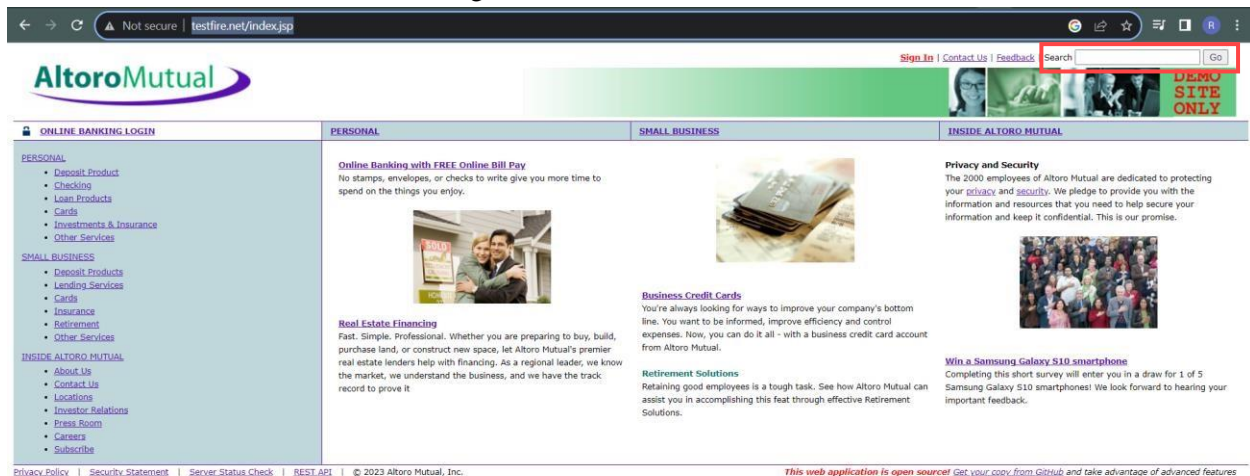 Not secure | testfire.net/index.jsp
R
Sign In | Contact Us | Feedback | Search
Go
AltoroMutual
DEMO
SITE
ONLY
ONLINE BANKING LOGIN
PERSONAL
SMALL BUSINESS
INSIDE ALTORO MUTUAL
PERSONAL
• Deposit Product
• Checking
• Loan Products
• Cards
• Investments & Insurance
• Other Services
SMALL BUSINESS
• Deposit Products
• Lending Services
• Cards
• Insurance
• Retirement
• Other Services
INSIDE ALTORO MUTUAL
• About Us
• Contact Us
• Locations
• Investor Relations
• Press Room
• Careers
• Subscribe
Online Banking with FREE Online Bill Pay
No stamps, envelopes, or checks to write give you more time to
spend on the things you enjoy.
SOLD
Real Estate Financing
Fast. Simple. Professional. Whether you are preparing to buy, build,
purchase land, or construct new space, let Altoro Mutual's premier
real estate lenders help with financing. As a regional leader, we know
the market, we understand the business, and we have the track
record to prove it
Business Credit Cards
You're always looking for ways to improve your company's bottom
line. You want to be informed, improve efficiency and control
expenses. Now, you can do it all - with a business credit card account
from Altoro Mutual.
Retirement Solutions
Retaining good employees is a tough task. See how Altoro Mutual can
assist you in accomplishing this feat through effective Retirement
Solutions.
Privacy and Security
The 2000 employees of Altoro Mutual are dedicated to protecting
your privacy and security. We pledge to provide you with the
information and resources that you need to help secure your
information and keep it confidential. This is our promise.
Win a Samsung Galaxy S10 smartphone
Completing this short survey will enter you in a draw for 1 of 5
Samsung Galaxy S10 smartphones! We look forward to hearing your
important feedback.
Privacy Policy | Security Statement | Server Status Check | REST API | © 2023 Altoro Mutual, Inc.
This web application is open source! Get your copy from GitHub and take advantage of advanced features